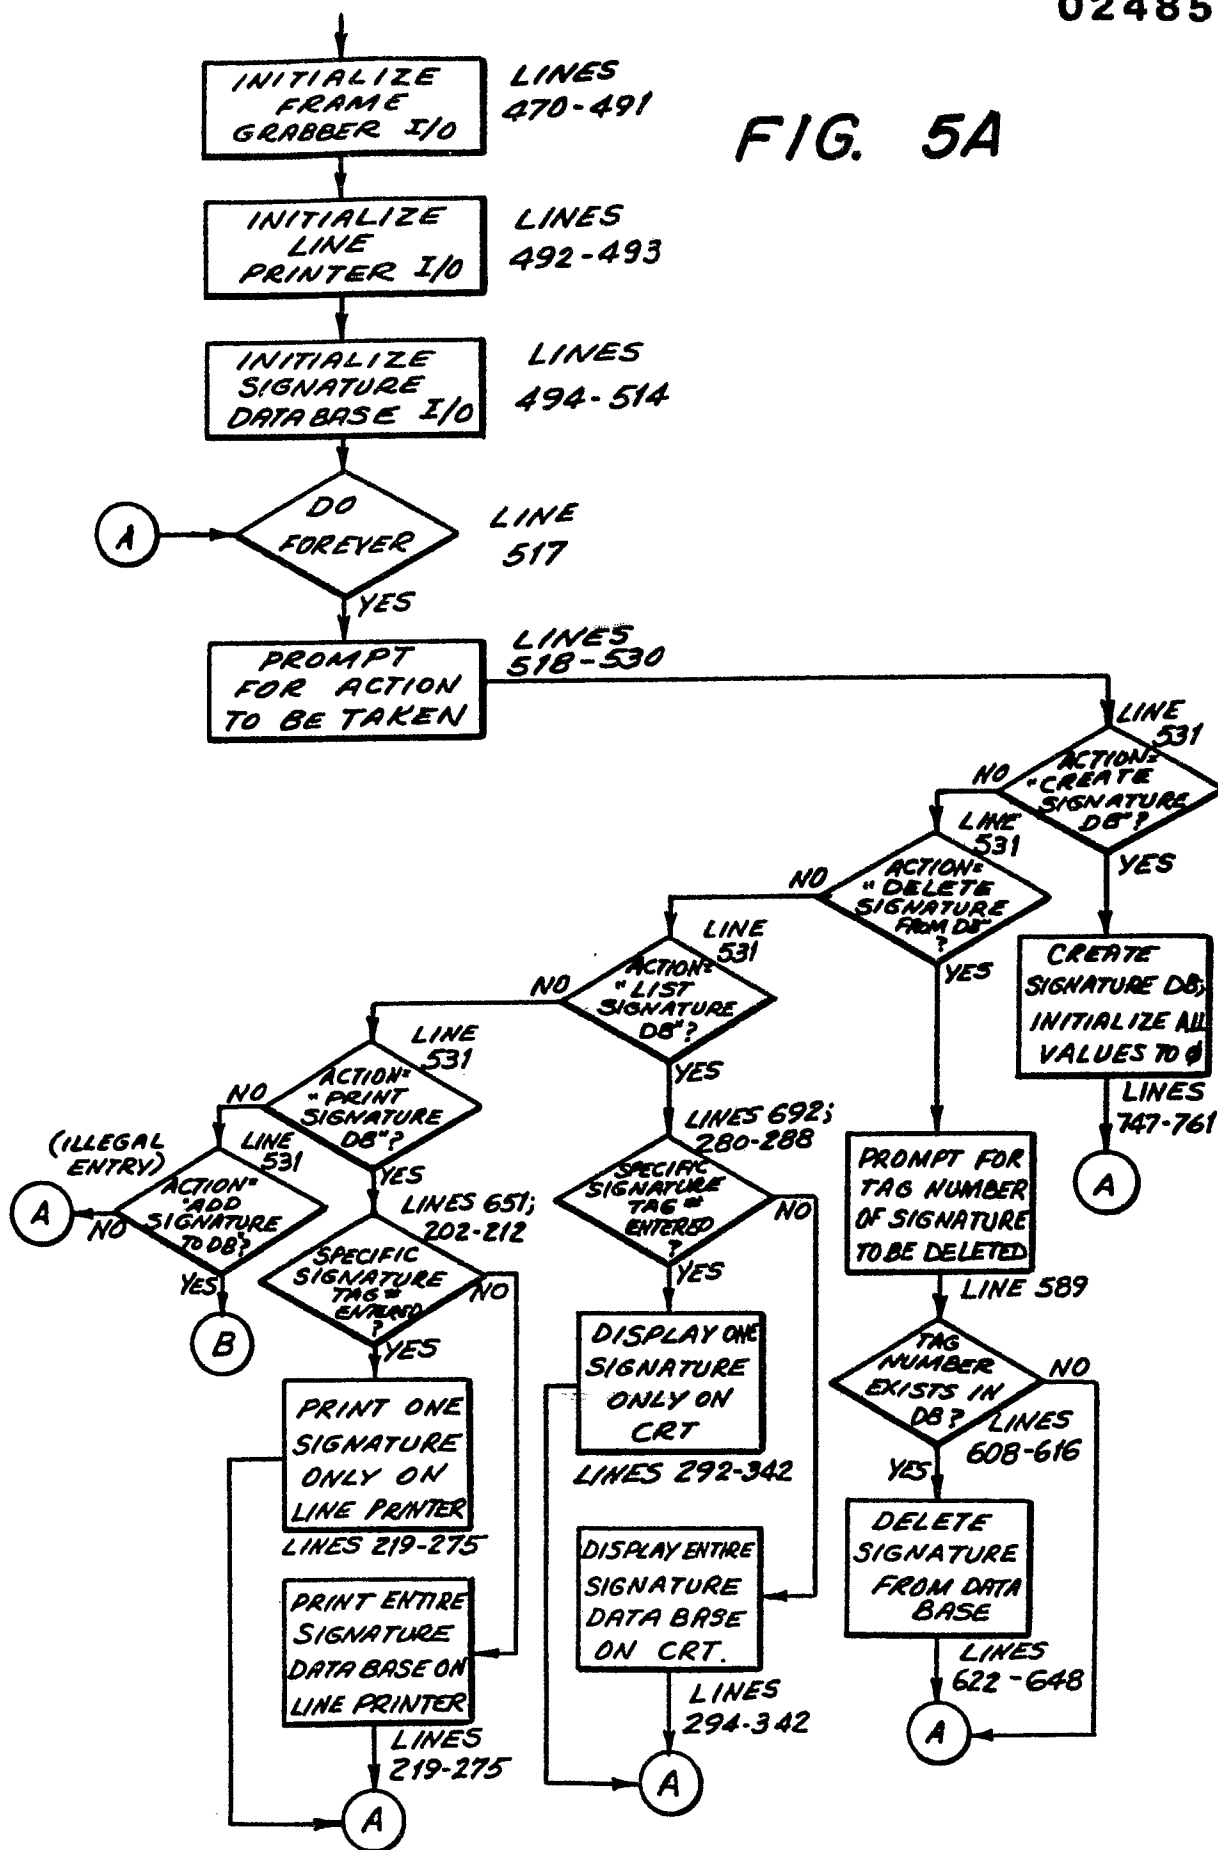 02485
INITIALIZE
FRAME
GRABBER I/O
LINES
470-491
FIG. 5A
INITIALIZE
LINE
PRINTER I/O
LINES
492-493
INITIALIZE
SIGNATURE
DATA BASE I/O
LINES
494-514
A
DO
FOREVER
LINE
517
YES
PROMPT
FOR ACTION
TO BE TAKEN
LINES
518-530
LINE
531
ACTION=
"CREATE
SIGNATURE
DB"?
NO
YES
CREATE
SIGNATURE DB;
INITIALIZE ALL
VALUES TO ϕ
LINES
747-761
A
LINE
531
ACTION=
"DELETE
SIGNATURE
FROM DB"
?
NO
YES
PROMPT FOR
TAG NUMBER
OF SIGNATURE
TO BE DELETED
LINE 589
TAG
NUMBER
EXISTS IN
DB?
NO
LINES
608-616
YES
DELETE
SIGNATURE
FROM DATA
BASE
LINES
622-648
A
LINE
531
ACTION=
"LIST
SIGNATURE
DB"?
NO
YES
LINES 692;
280-288
SPECIFIC
SIGNATURE
TAG #
ENTERED
?
NO
YES
DISPLAY ONE
SIGNATURE
ONLY ON
CRT
LINES 292-342
DISPLAY ENTIRE
SIGNATURE
DATA BASE
ON CRT.
LINES
294-342
A
LINE
531
ACTION=
"PRINT
SIGNATURE
DB"?
NO
YES
LINES 651;
202-212
SPECIFIC
SIGNATURE
TAG #
ENTERED
?
NO
YES
PRINT ONE
SIGNATURE
ONLY ON
LINE PRINTER
LINES 219-275
PRINT ENTIRE
SIGNATURE
DATA BASE ON
LINE PRINTER
LINES
219-275
A
(ILLEGAL
ENTRY)
LINE
531
ACTION=
"ADD
SIGNATURE
TO DB"?
A
NO
YES
B